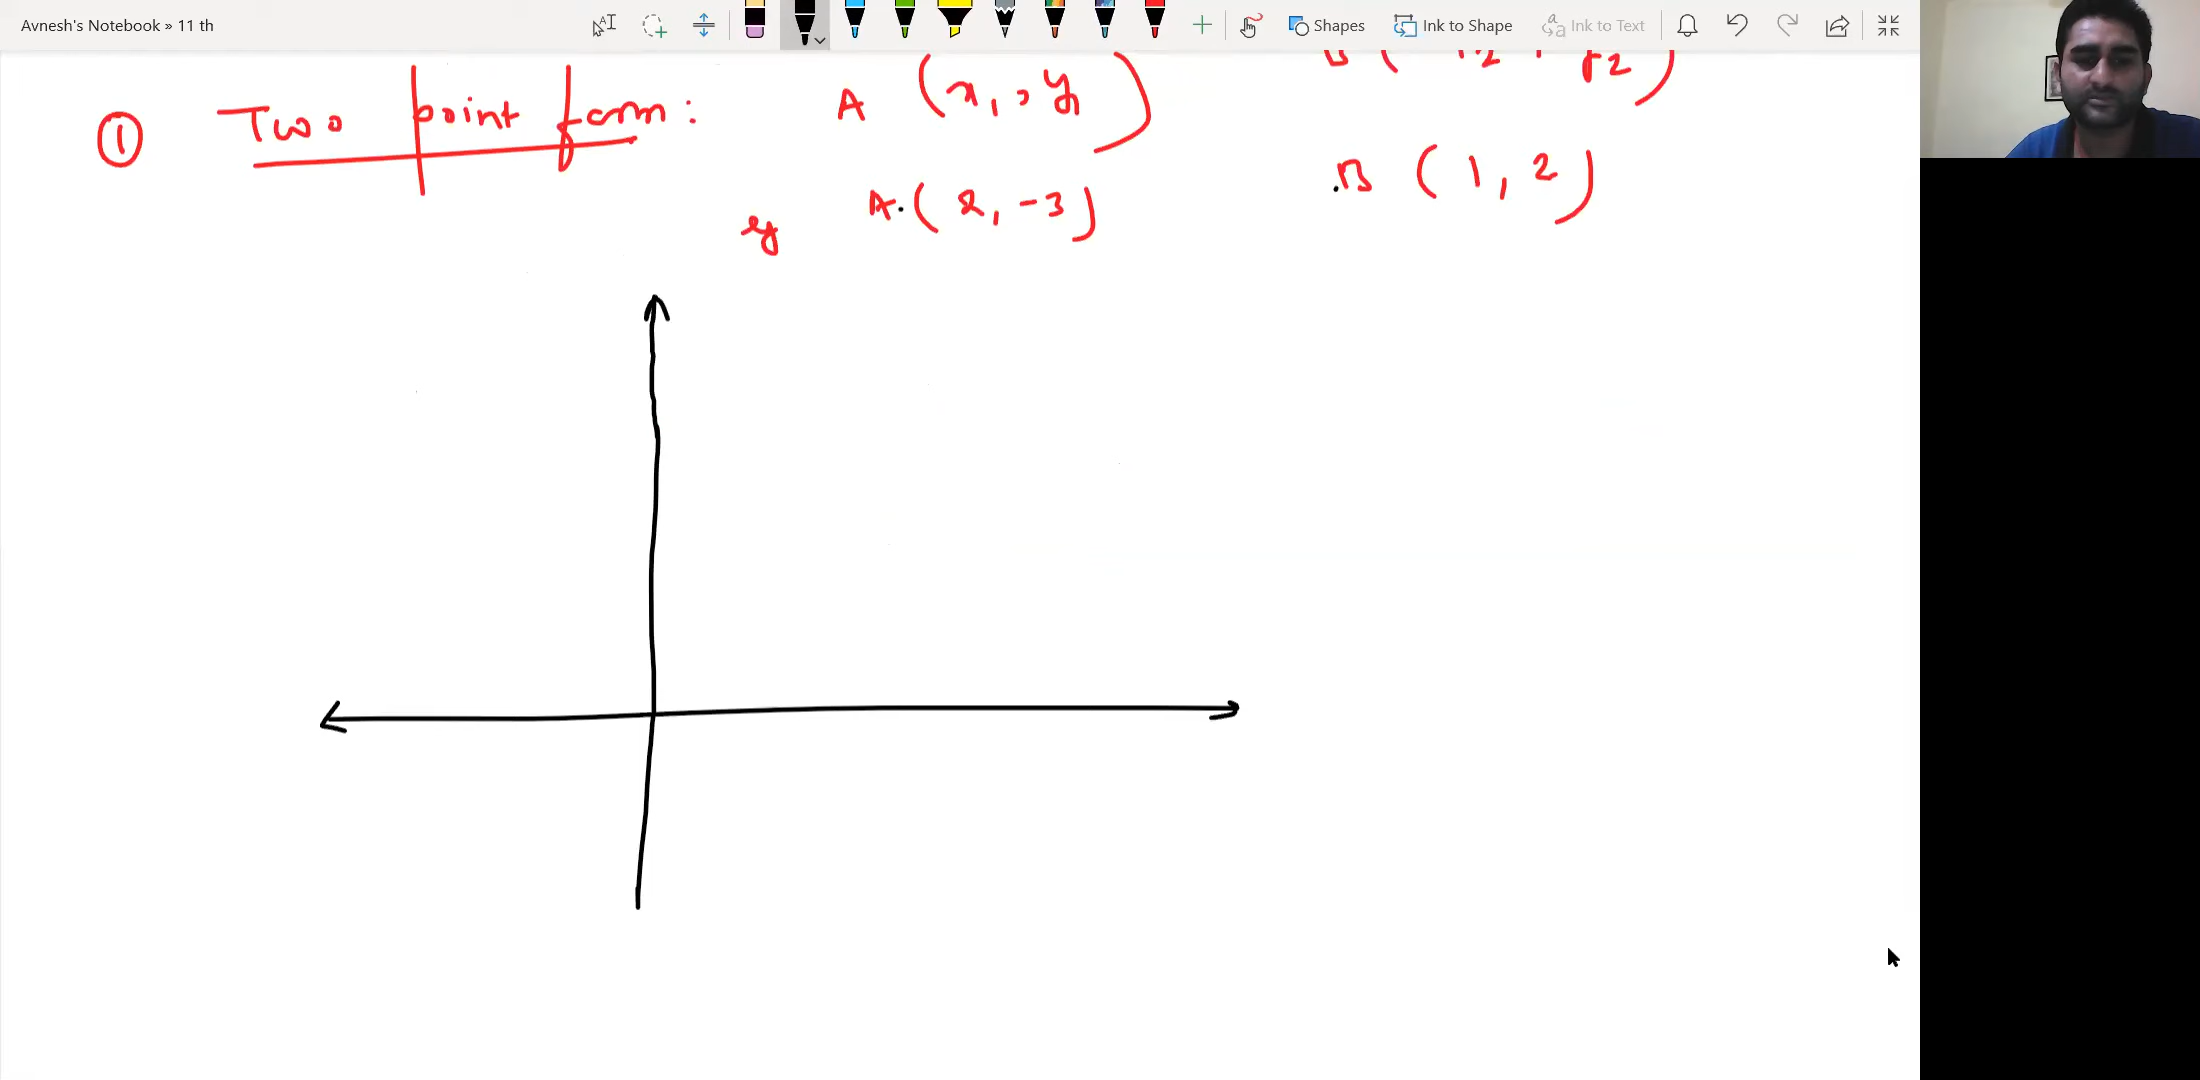 Avnesh's Notebook » 11 th
Shapes
Ink to Shape
Ink to Text
① Two point form: A (x₁, y₁)
eg A (2, -3) B (1, 2)